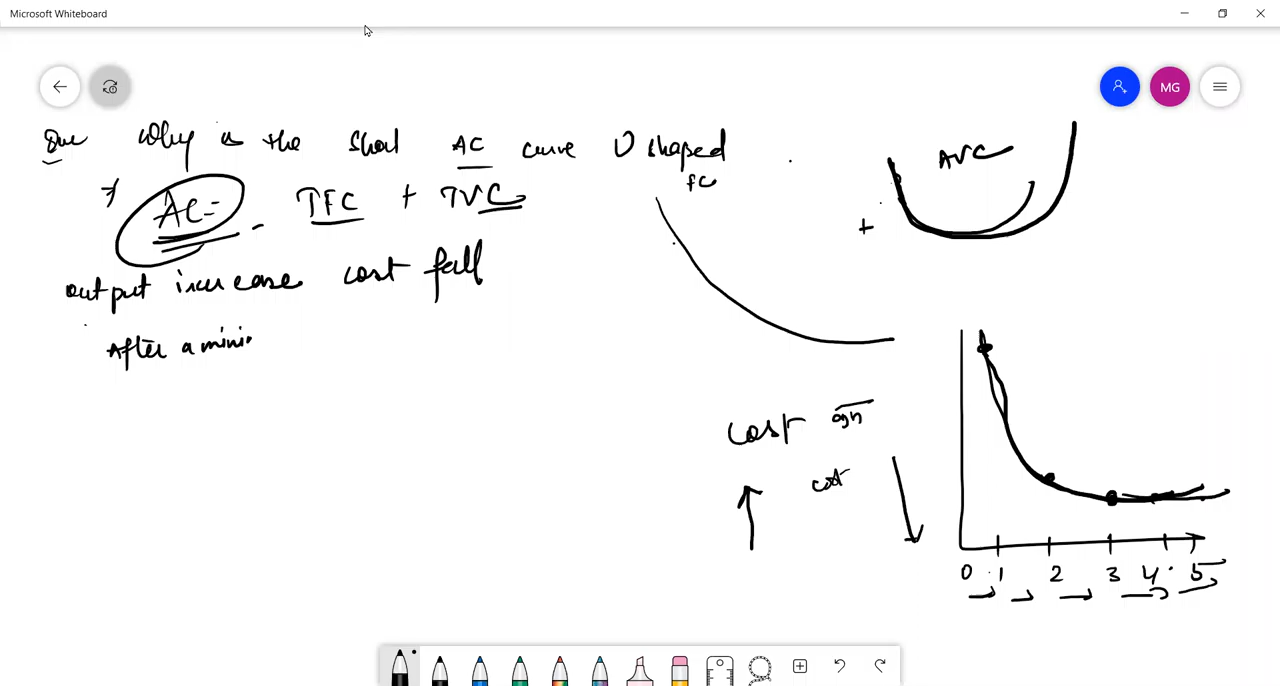 Microsoft Whiteboard
MG
Que Why is the Short AC curve U shaped
AC = TFC + TVC
FC
AVC
+
output increase cost fall
After a mini
cost
cost
0 1 2 3 4 5